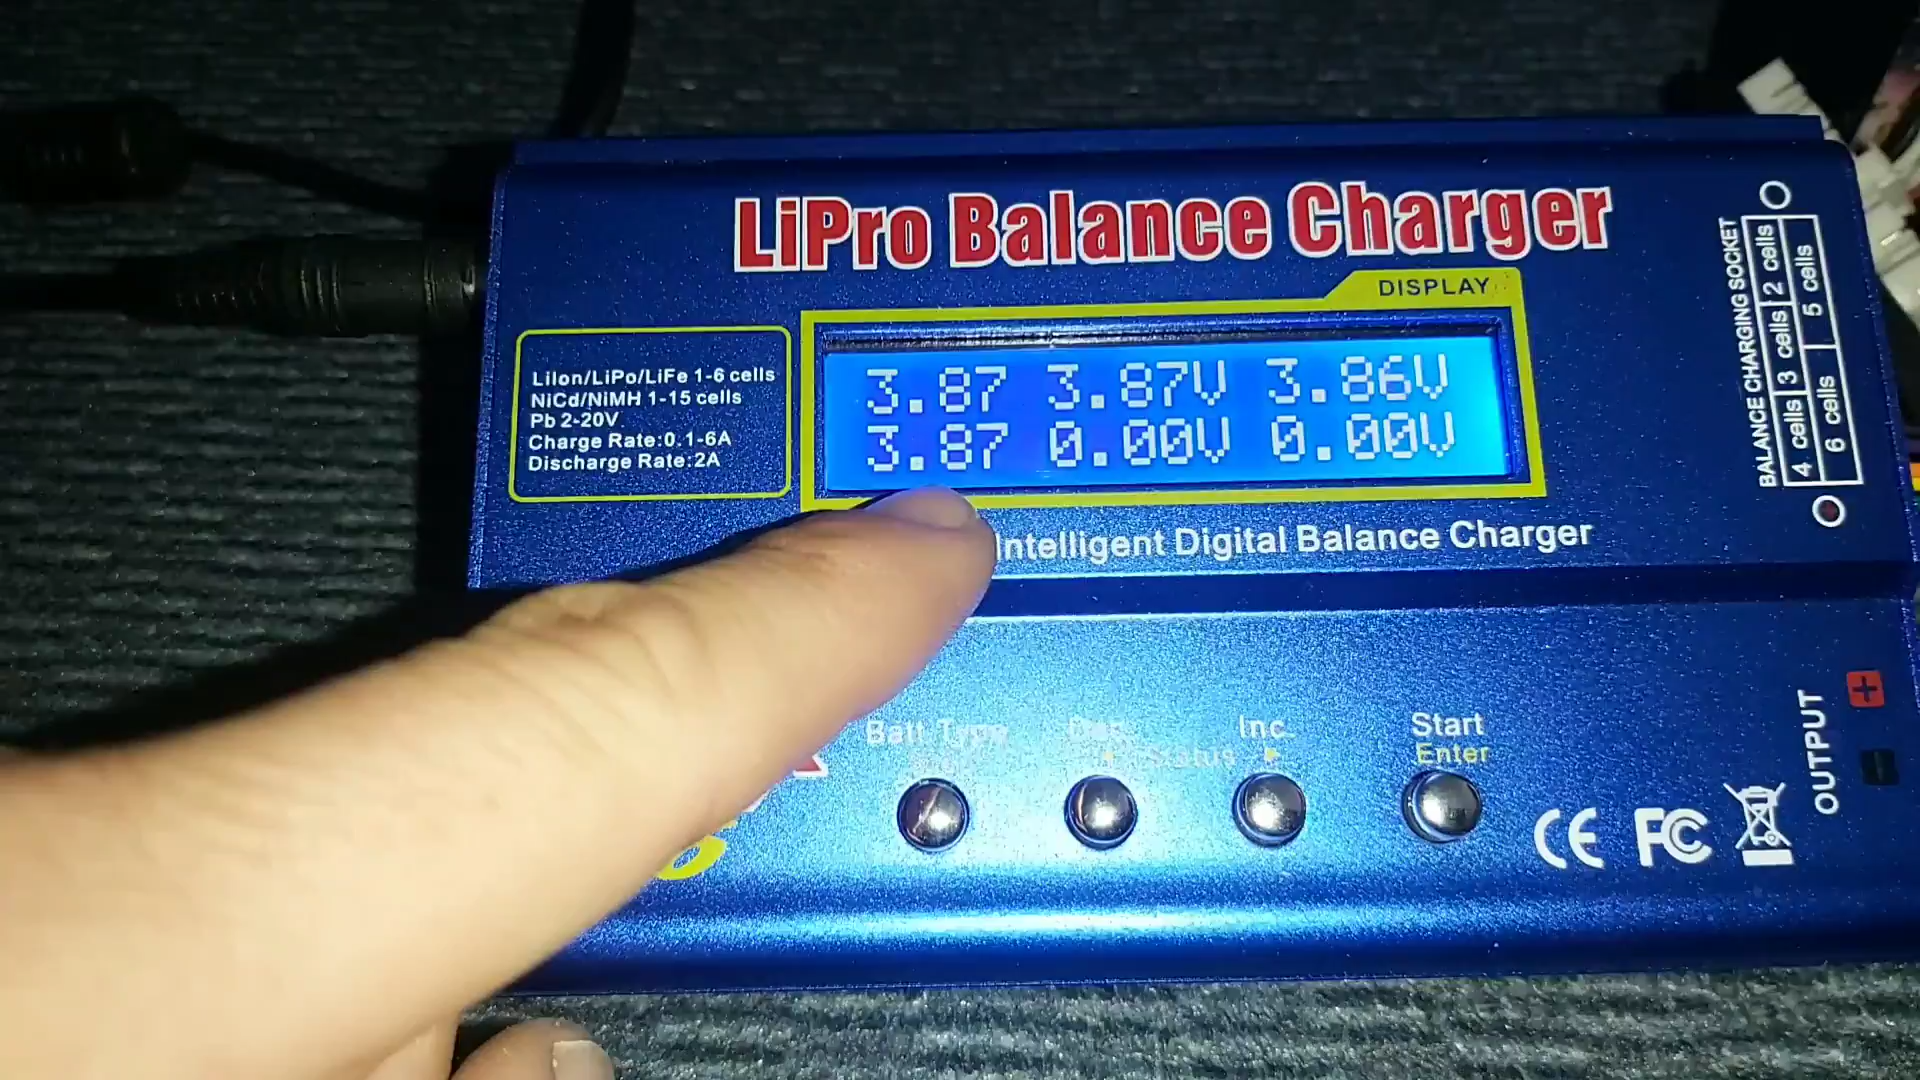 LiPro Balance Charger
DISPLAY
LiIon/LiPo/LiFe 1-6 cells
NiCd/NiMH 1-15 cells
Pb 2-20V
Charge Rate:0.1-6A
Discharge Rate:2A
3.87 3.87V 3.86V
3.87 0.00V 0.00V
Intelligent Digital Balance Charger
BALANCE CHARGING SOCKET
4 cells 3 cells 2 cells
6 cells 5 cells
Batt Type
Inc.
Start
Status
Enter
CE FC
OUTPUT
+
-